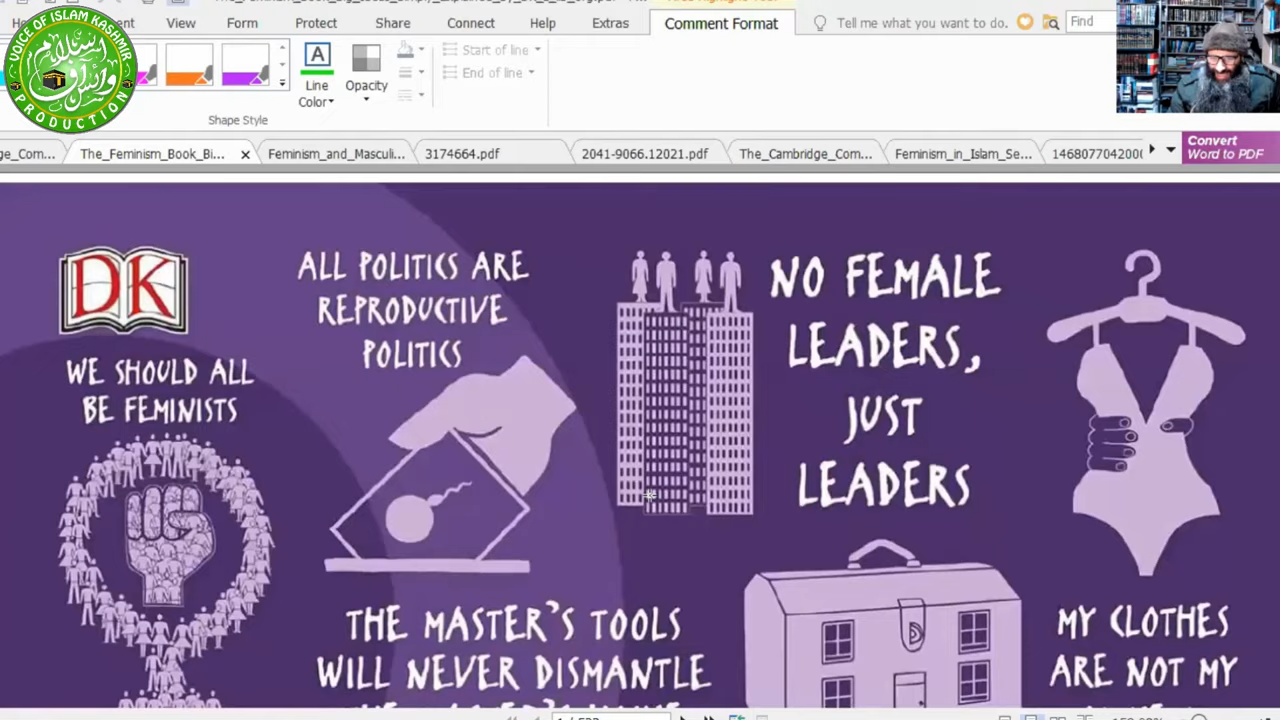 View Form Protect Share Connect Help Extras Comment Format Tell me what you want to do. Find
Line
Color
Opacity
Start of line
End of line
Shape Style
VOICE OF ISLAM KASHMIR
PRODUCTION
ge_Com... The_Feminism_Book_Bi... Feminism_and_Masculi... 3174664.pdf 2041-9066.12021.pdf The_Cambridge_Com... Feminism_in_Islam_Se... 1468077042000
Convert
Word to PDF
DK
WE SHOULD ALL
BE FEMINISTS
ALL POLITICS ARE
REPRODUCTIVE
POLITICS
NO FEMALE
LEADERS,
JUST
LEADERS
THE MASTER'S TOOLS
WILL NEVER DISMANTLE
MY CLOTHES
ARE NOT MY